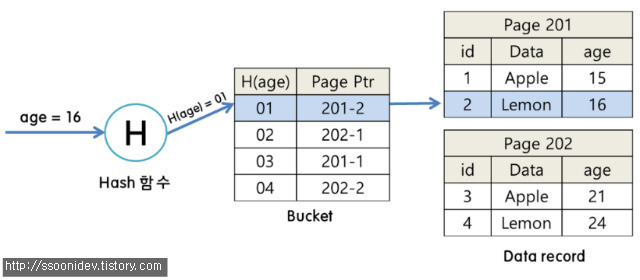 age = 16
H
Hash 함수
H(age) = 01
H(age) Page Ptr
01 201-2
02 202-1
03 201-1
04 202-2
Bucket
Page 201
id Data age
1 Apple 15
2 Lemon 16
Page 202
id Data age
3 Apple 21
4 Lemon 24
Data record
http://ssoonidev.tistory.com